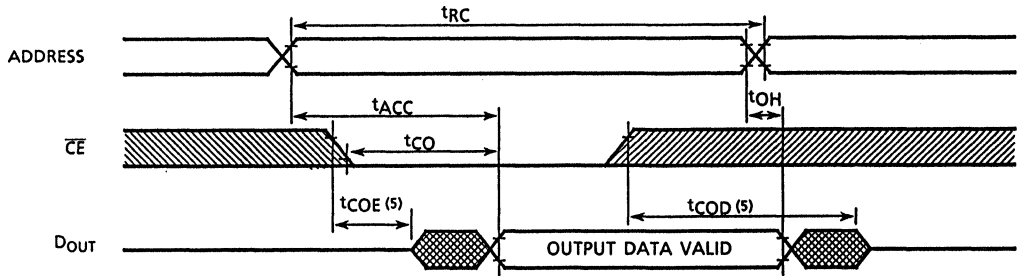 tRC
ADDRESS
tACC
tOH
CE
tCO
tCOE (5)
tCOD (5)
DOUT
OUTPUT DATA VALID